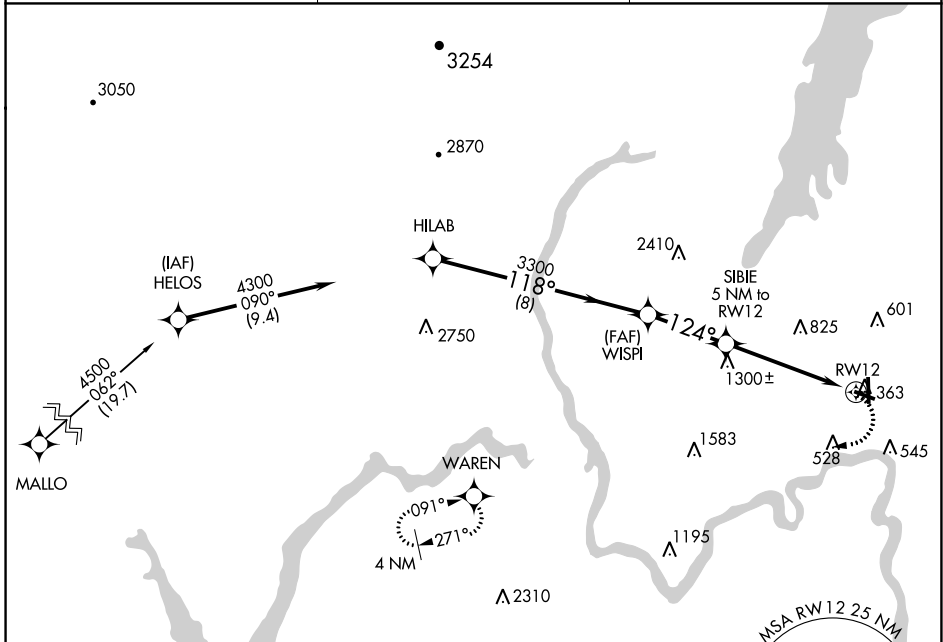 3254
3050
2870
HILAB
(IAF)
HELOS
4300
090°
(9.4)
3300
118°
(8)
2410
SIBIE
5 NM to
RW12
601
825
2750
(FAF)
WISPI
124°
1300±
RW12
363
4500
062°
(19.7)
MALLO
WAREN
091°
271°
4 NM
1583
528
545
1195
2310
MSA RW12 25 NM